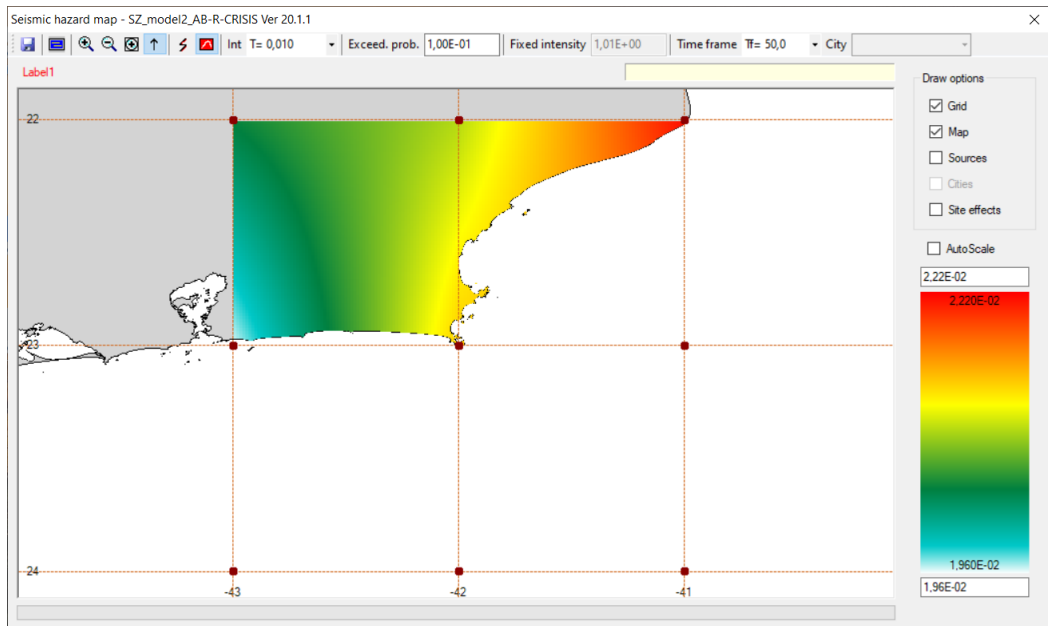 Seismic hazard map - SZ_model2_AB-R-CRISIS Ver 20.1.1
Int T= 0,010 Exceed. prob. 1,00E-01 Fixed intensity 1,01E+00 Time frame Tf= 50,0 City
Label1
Draw options
Grid
Map
Sources
Cities
Site effects
AutoScale
2,22E-02
2,220E-02
1,960E-02
1,96E-02
22
23
24
-43 -42 -41